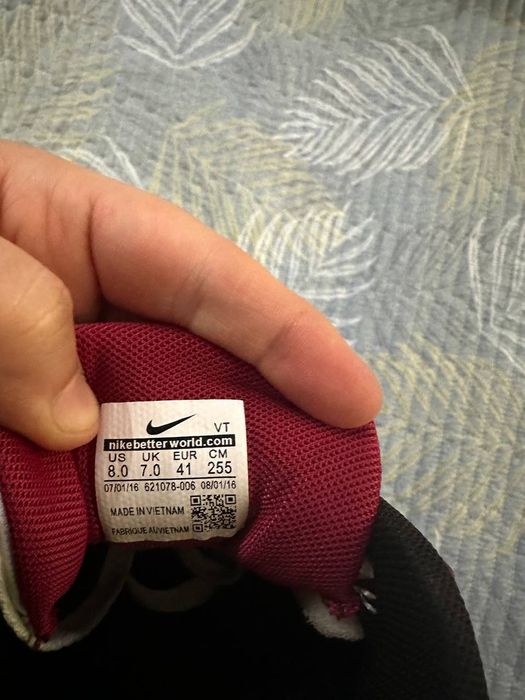 VT
nikebetterworld.com
US UK EUR CM
8.0 7.0 41 255
07/01/16 621078-006 08/01/16
MADE IN VIETNAM
FABRIQUE AU VIETNAM